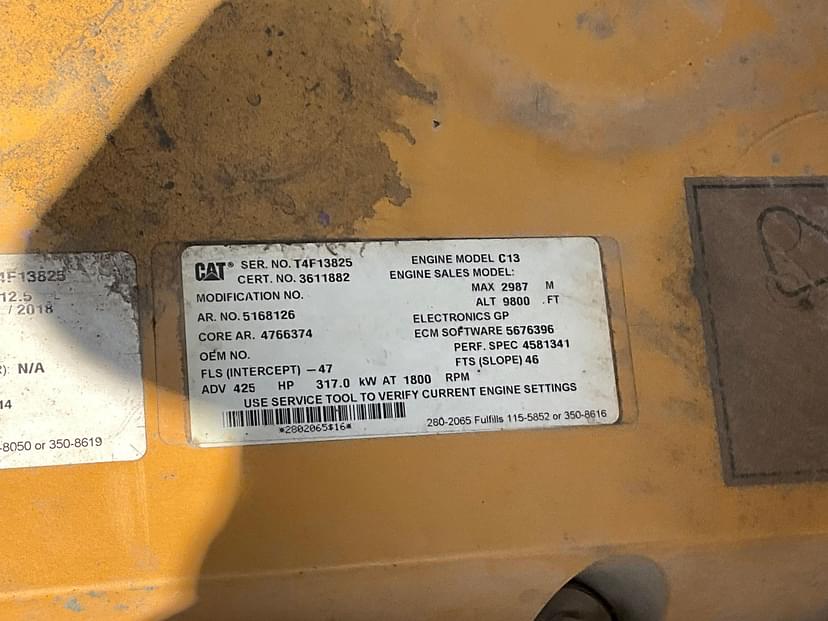 4F13825
12.5 L
/ 2018
): N/A
14
-8050 or 350-8619
CAT® SER. NO. T4F13825 ENGINE MODEL C13
CERT. NO. 3611882 ENGINE SALES MODEL:
MODIFICATION NO. MAX 2987 M
ALT 9800 FT
AR. NO. 5168126 ELECTRONICS GP
CORE AR. 4766374 ECM SOFTWARE 5676396
OEM NO. PERF. SPEC 4581341
FLS (INTERCEPT) -47 FTS (SLOPE) 46
ADV 425 HP 317.0 kW AT 1800 RPM
USE SERVICE TOOL TO VERIFY CURRENT ENGINE SETTINGS
*2802065$16* 280-2065 Fulfills 115-5852 or 350-8616